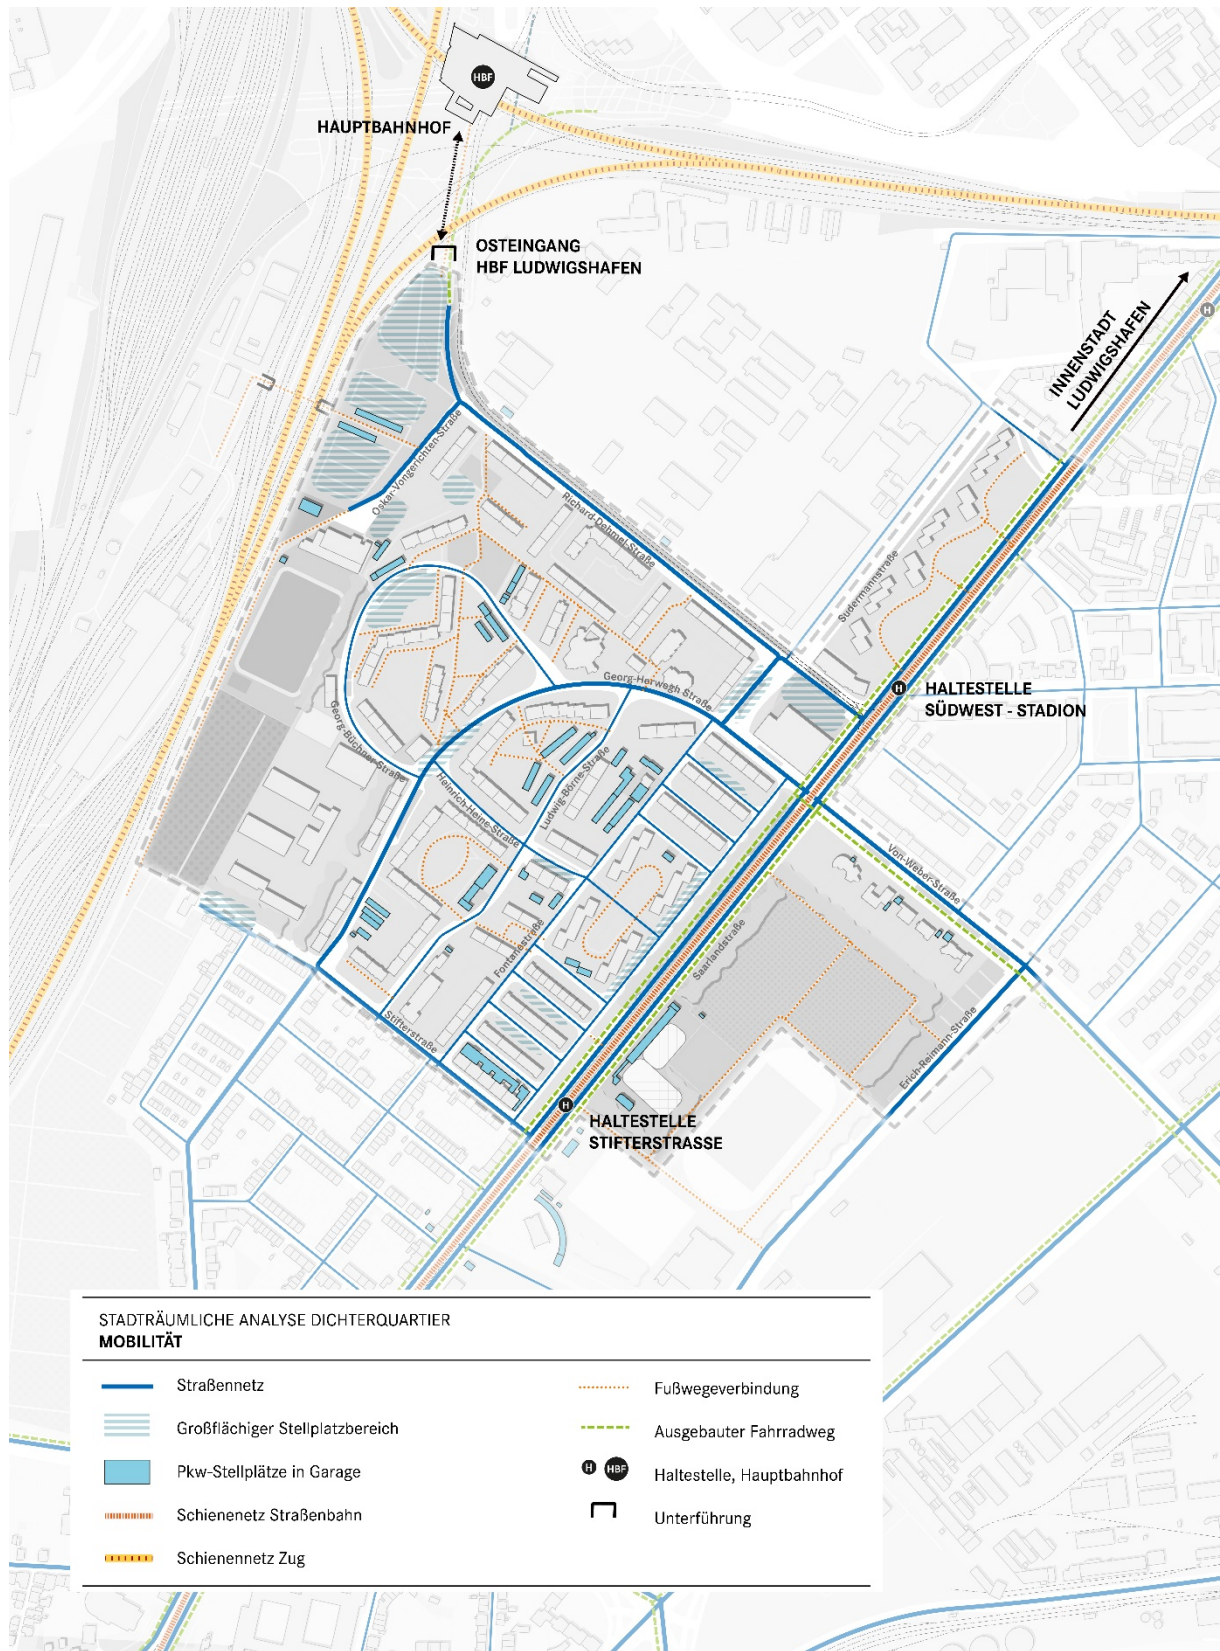 HBF
HAUPTBAHNHOF
OSTEINGANG
HBF LUDWIGSHAFEN
INNENSTADT
LUDWIGSHAFEN
H
Oskar-Vongerichten-Straße
Richard-Dehmel-Straße
Sudermannstraße
H
HALTESTELLE
SÜDWEST - STADION
Georg-Herwegh Straße
Georg-Büchner-Straße
Heinrich-Heine-Straße
Ludwig-Börne-Straße
Von-Weber-Straße
Fontanestraße
Saarlandstraße
Stifterstraße
Erich-Reimann-Straße
H
HALTESTELLE
STIFTERSTRASSE
STADTRÄUMLICHE ANALYSE DICHTERQUARTIER
MOBILITÄT
Straßennetz
Großflächiger Stellplatzbereich
Pkw-Stellplätze in Garage
Schienenetz Straßenbahn
Schienennetz Zug
Fußwegeverbindung
Ausgebauter Fahrradweg
H HBF Haltestelle, Hauptbahnhof
Unterführung